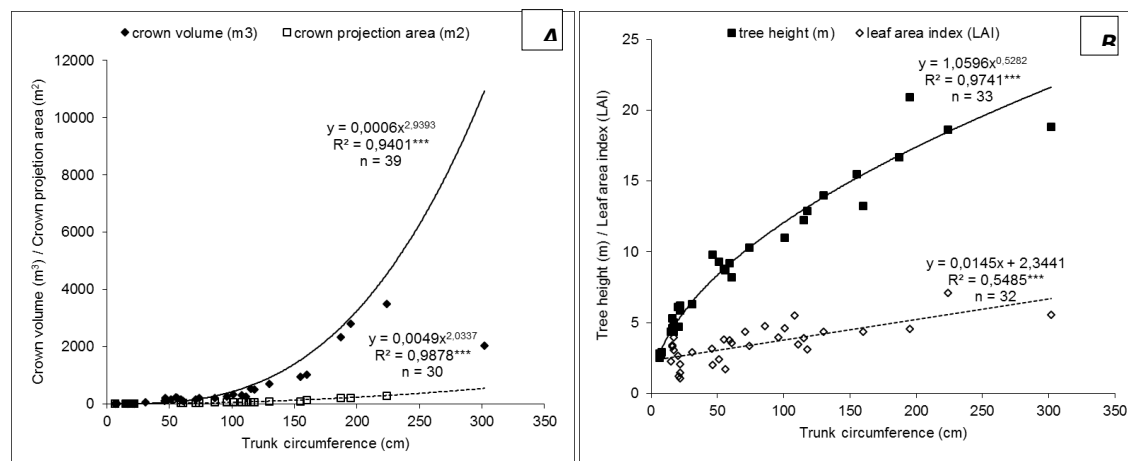 crown volume (m3) crown projection area (m2)
A
12000
10000
8000
6000
4000
2000
0
Crown volume (m³) / Crown projetion area (m²)
y = 0,0006x^2,9393
R² = 0,9401***
n = 39
y = 0,0049x^2,0337
R² = 0,9878***
n = 30
0 50 100 150 200 250 300 350
Trunk circumference (cm)
tree height (m) leaf area index (LAI)
B
25
20
15
10
5
0
Tree height (m) / Leaf area index (LAI)
y = 1,0596x^0,5282
R² = 0,9741***
n = 33
y = 0,0145x + 2,3441
R² = 0,5485***
n = 32
0 50 100 150 200 250 300 350
Trunk circumference (cm)